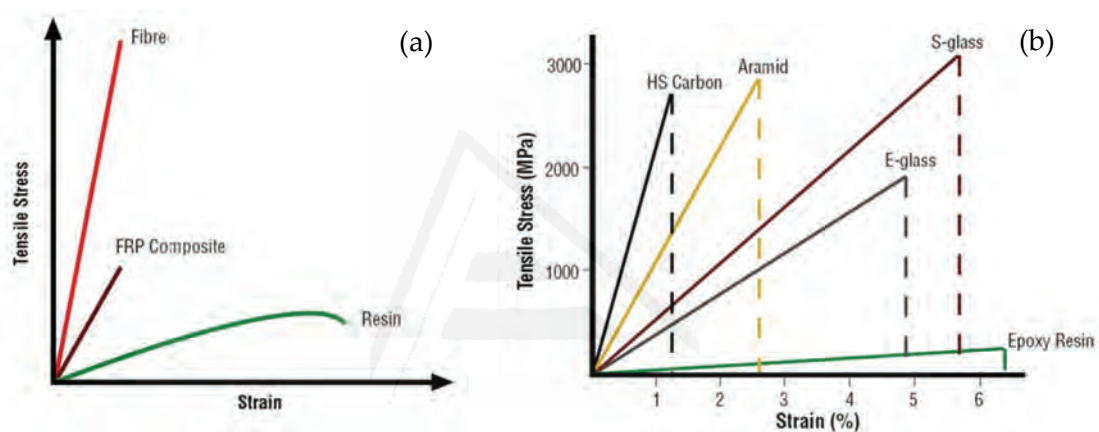 (a)
Fibre
FRP Composite
Resin
Tensile Stress
Strain
(b)
S-glass
Aramid
HS Carbon
E-glass
Epoxy Resin
Tensile Stress (MPa)
3000
2000
1000
1 2 3 4 5 6
Strain (%)